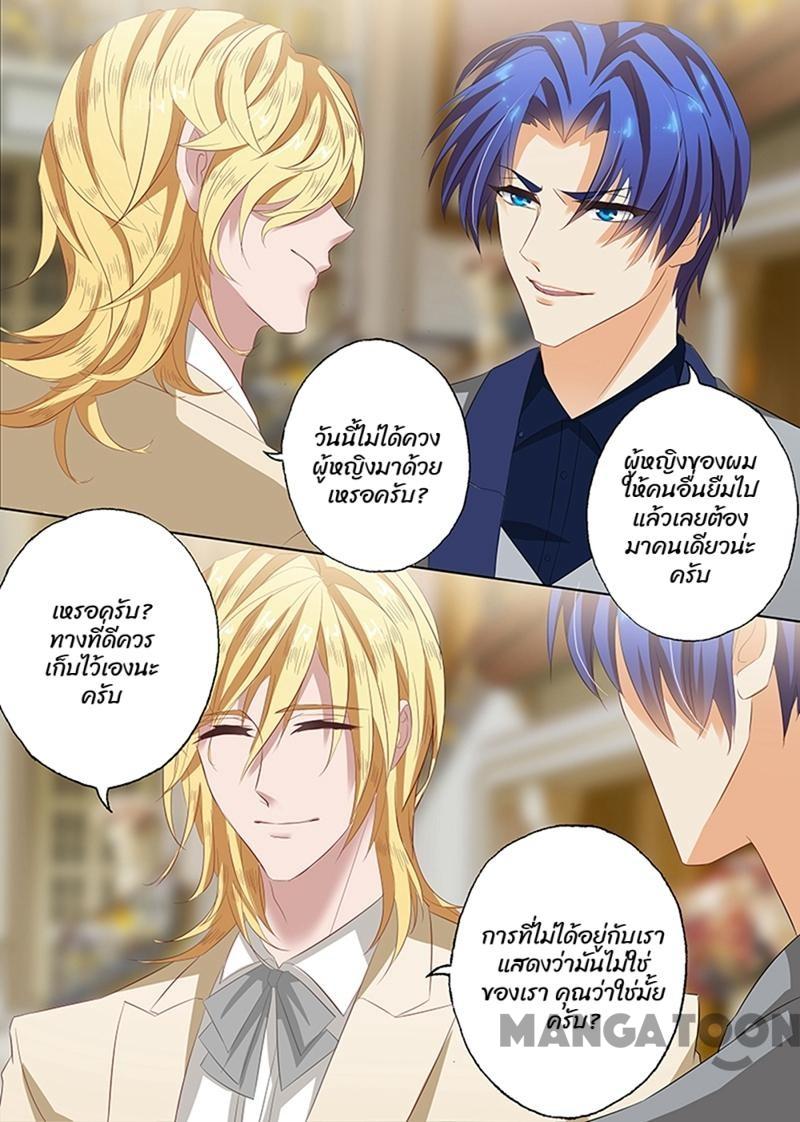 วันนี้ไม่ได้ควง
ผู้หญิงมาด้วย
เหรอครับ?
ผู้หญิงของผม
ให้คนอื่นยืมไป
แล้วเลยต้อง
มาคนเดียวน่ะ
ครับ
เหรอครับ?
ทางที่ดีควร
เก็บไว้เองนะ
ครับ
การที่ไม่ได้อยู่กับเรา
แสดงว่ามันไม่ใช่
ของเรา คุณว่าใช่มั้ย
ครับ?
MANGATOON